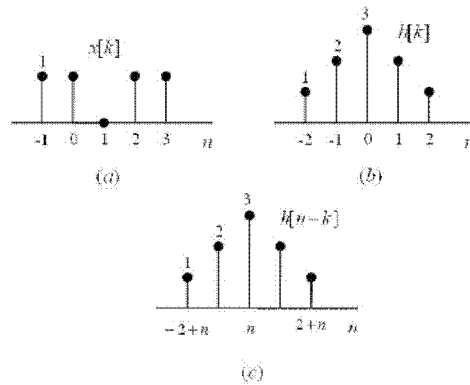 x[k]
1
-1 0 1 2 3 n
(a)
3
h[k]
2
1
-2 -1 0 1 2 n
(b)
3
h[n-k]
2
1
-2+n n 2+n n
(c)